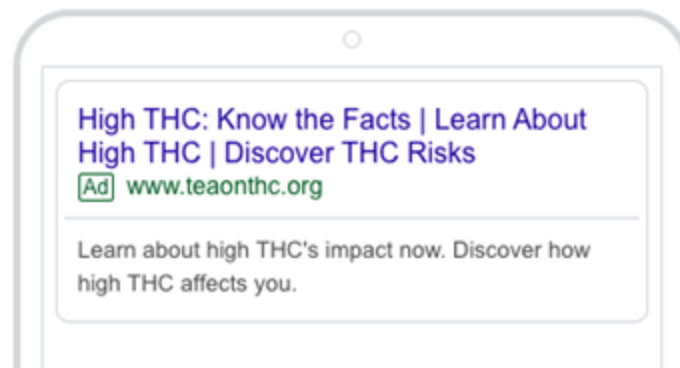 High THC: Know the Facts | Learn About
High THC | Discover THC Risks
Ad www.teaonthc.org
Learn about high THC's impact now. Discover how
high THC affects you.